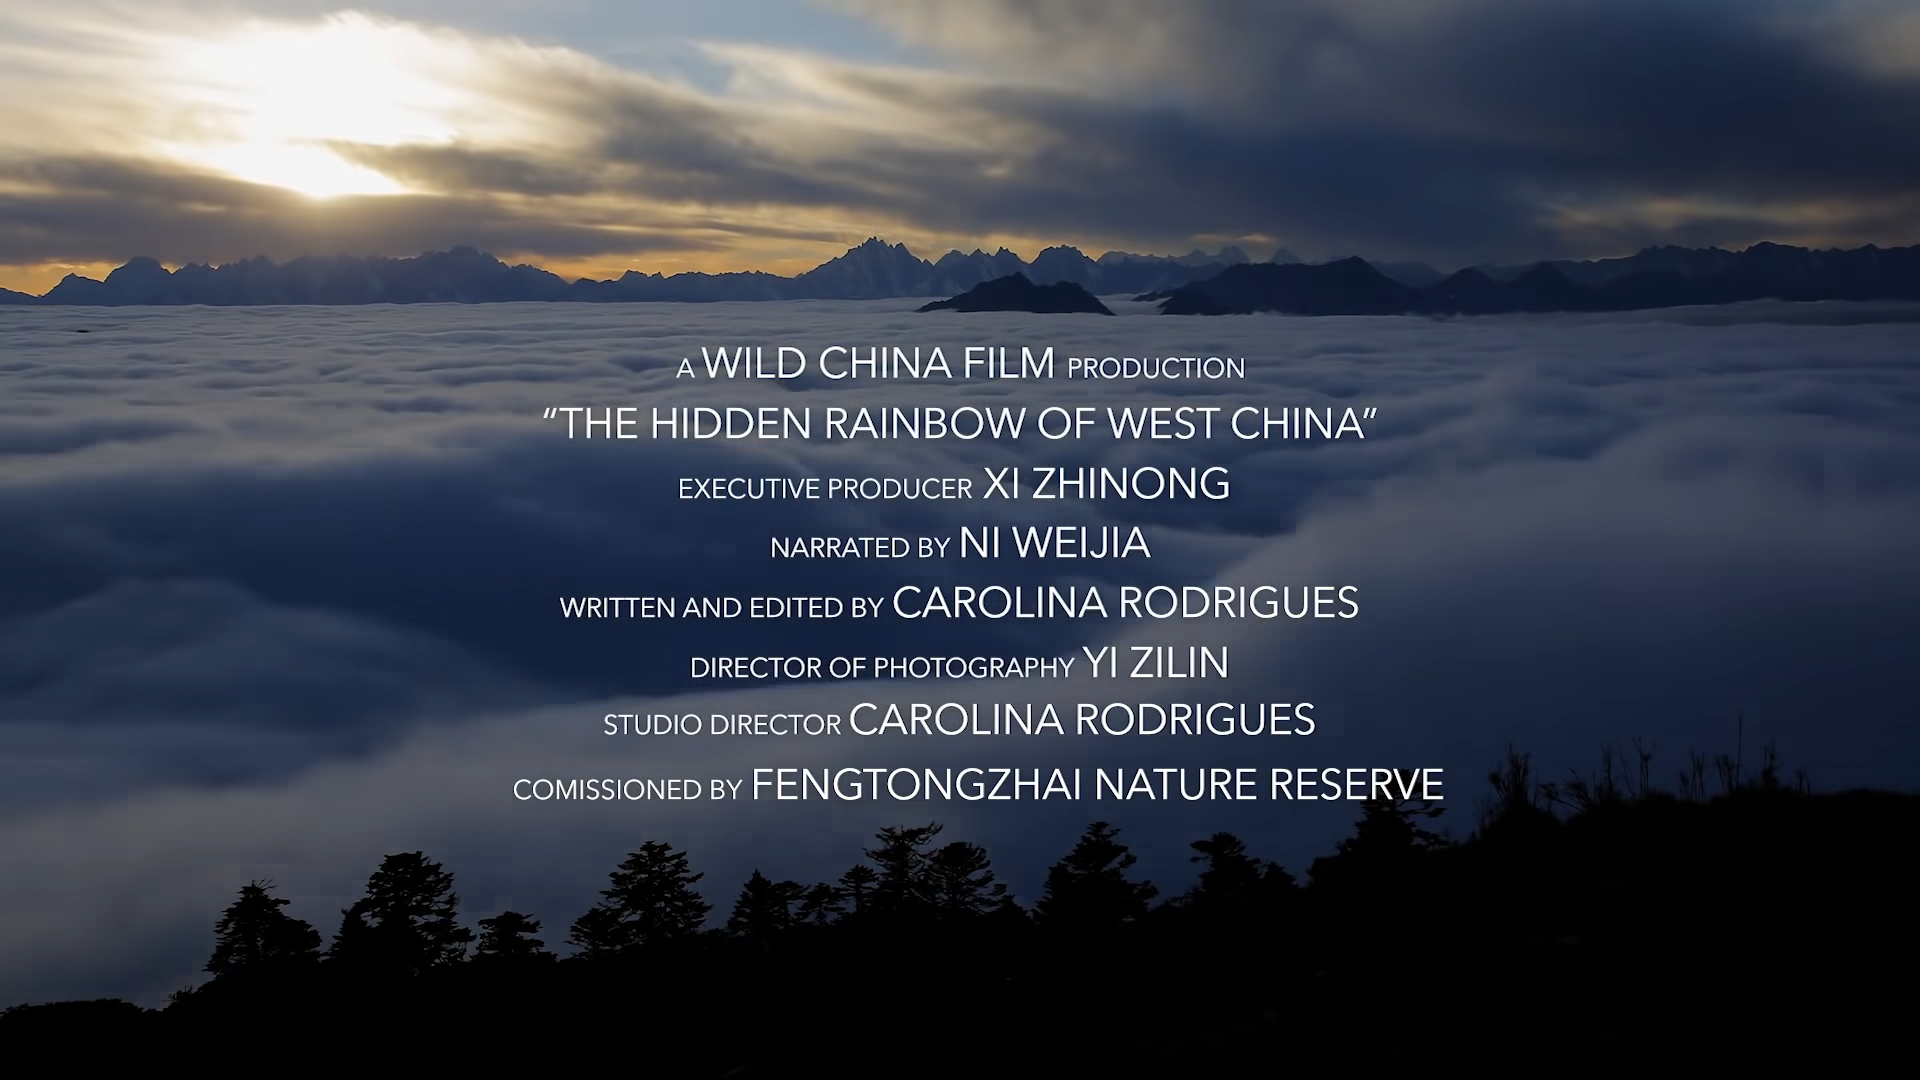 A WILD CHINA FILM PRODUCTION
“THE HIDDEN RAINBOW OF WEST CHINA”
EXECUTIVE PRODUCER XI ZHINONG
NARRATED BY NI WEIJIA
WRITTEN AND EDITED BY CAROLINA RODRIGUES
DIRECTOR OF PHOTOGRAPHY YI ZILIN
STUDIO DIRECTOR CAROLINA RODRIGUES
COMISSIONED BY FENGTONGZHAI NATURE RESERVE